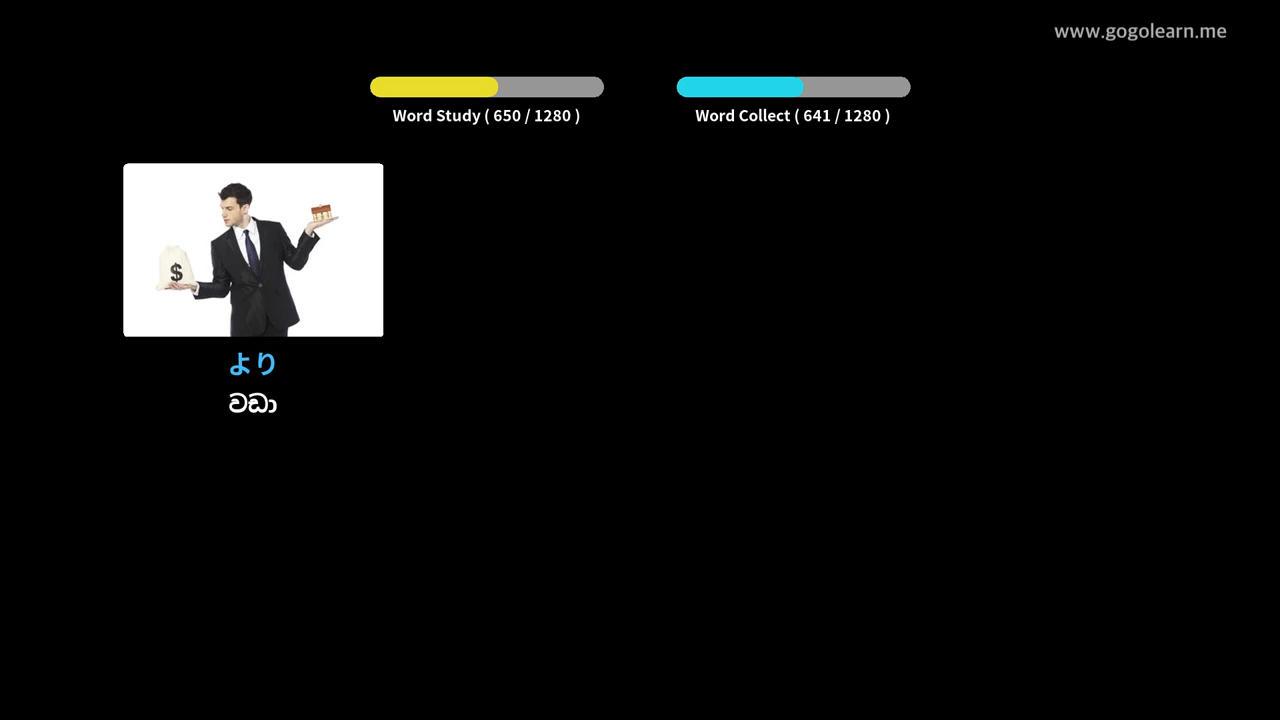 www.gogolearn.me
Word Study ( 650 / 1280 )
Word Collect ( 641 / 1280 )
$
より
වඩා